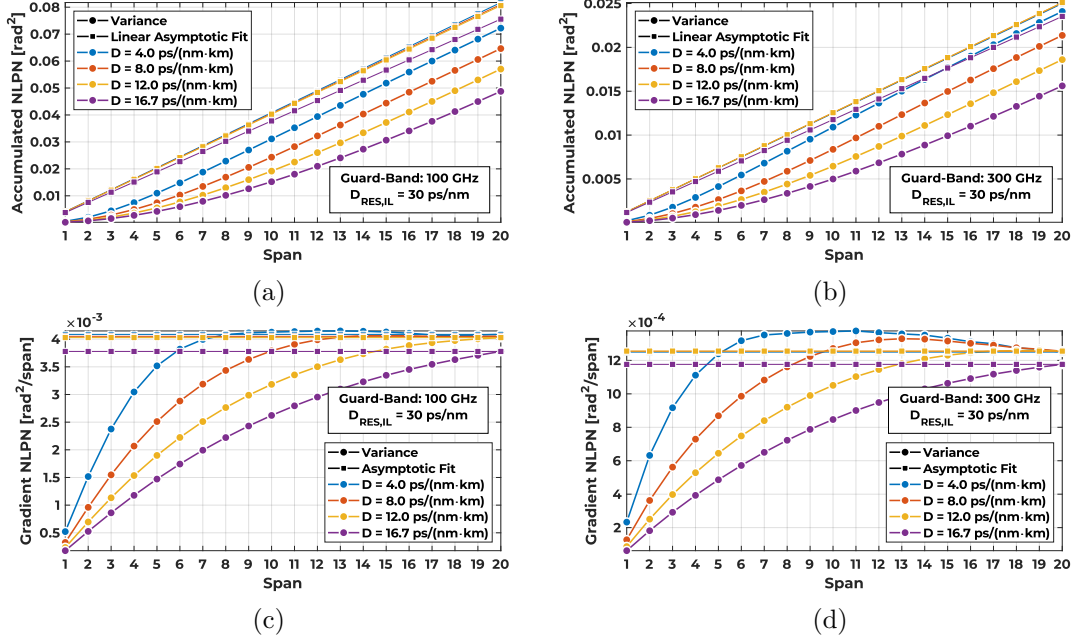 0.08
0.07
0.06
0.05
0.04
0.03
0.02
0.01
Accumulated NLPN [rad²]
Variance
Linear Asymptotic Fit
D = 4.0 ps/(nm·km)
D = 8.0 ps/(nm·km)
D = 12.0 ps/(nm·km)
D = 16.7 ps/(nm·km)
Guard-Band: 100 GHz
D_RES,IL = 30 ps/nm
1 2 3 4 5 6 7 8 9 10 11 12 13 14 15 16 17 18 19 20
Span
(a)
0.025
0.02
0.015
0.01
0.005
Accumulated NLPN [rad²]
Variance
Linear Asymptotic Fit
D = 4.0 ps/(nm·km)
D = 8.0 ps/(nm·km)
D = 12.0 ps/(nm·km)
D = 16.7 ps/(nm·km)
Guard-Band: 300 GHz
D_RES,IL = 30 ps/nm
1 2 3 4 5 6 7 8 9 10 11 12 13 14 15 16 17 18 19 20
Span
(b)
×10⁻³
4
3.5
3
2.5
2
1.5
1
0.5
Gradient NLPN [rad²/span]
Guard-Band: 100 GHz
D_RES,IL = 30 ps/nm
Variance
Asymptotic Fit
D = 4.0 ps/(nm·km)
D = 8.0 ps/(nm·km)
D = 12.0 ps/(nm·km)
D = 16.7 ps/(nm·km)
1 2 3 4 5 6 7 8 9 10 11 12 13 14 15 16 17 18 19 20
Span
(c)
×10⁻⁴
12
10
8
6
4
2
Gradient NLPN [rad²/span]
Guard-Band: 300 GHz
D_RES,IL = 30 ps/nm
Variance
Asymptotic Fit
D = 4.0 ps/(nm·km)
D = 8.0 ps/(nm·km)
D = 12.0 ps/(nm·km)
D = 16.7 ps/(nm·km)
1 2 3 4 5 6 7 8 9 10 11 12 13 14 15 16 17 18 19 20
Span
(d)